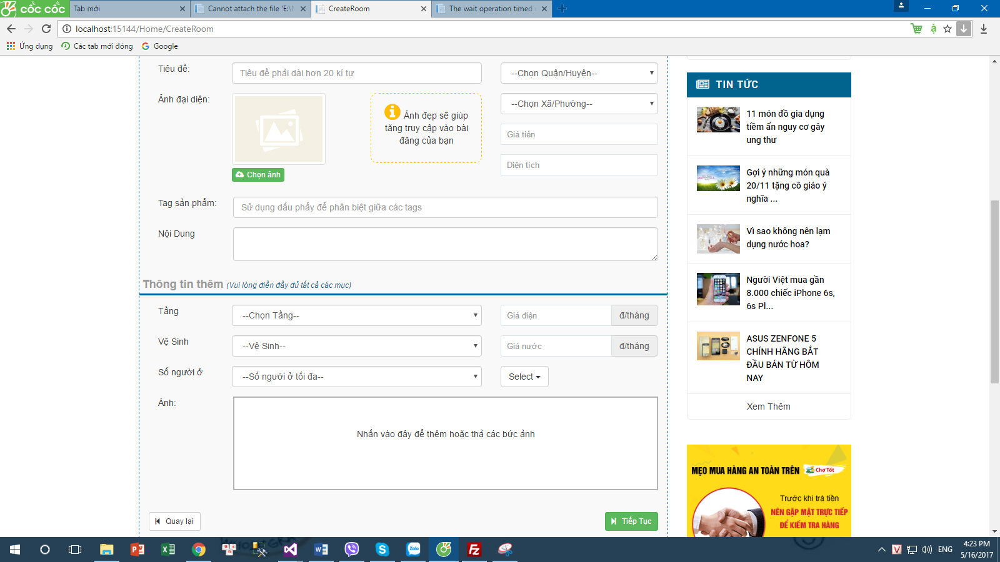 cốc cốc
Tab mới
Cannot attach the file 'E:\
CreateRoom
The wait operation timed
localhost:15144/Home/CreateRoom
Ứng dụng
Các tab mới đóng
Google
Tiêu đề:
Tiêu đề phải dài hơn 20 kí tự
--Chọn Quận/Huyện--
Ảnh đại diện:
Ảnh đẹp sẽ giúp
tăng truy cập vào bài
đăng của bạn
--Chọn Xã/Phường--
Giá tiền
Diện tích
Chọn ảnh
Tag sản phẩm:
Sử dụng dấu phẩy để phân biệt giữa các tags
Nội Dung
Thông tin thêm (Vui lòng điền đầy đủ tất cả các mục)
Tầng
--Chọn Tầng--
Giá điện
đ/tháng
Vệ Sinh
--Vệ Sinh--
Giá nước
đ/tháng
Số người ở
--Số người ở tối đa--
Select
Ảnh:
Nhấn vào đây để thêm hoặc thả các bức ảnh
Quay lại
Tiếp Tục
TIN TỨC
11 món đồ gia dụng
tiềm ẩn nguy cơ gây
ung thư
Gợi ý những món quà
20/11 tặng cô giáo ý
nghĩa ...
Vì sao không nên lạm
dụng nước hoa?
Người Việt mua gần
8.000 chiếc iPhone 6s,
6s Pl...
ASUS ZENFONE 5
CHÍNH HÃNG BẮT
ĐẦU BÁN TỪ HÔM
NAY
Xem Thêm
MẸO MUA HÀNG AN TOÀN TRÊN
Chợ Tốt
Trước khi trả tiền
NÊN GẶP MẶT TRỰC TIẾP
ĐỂ KIỂM TRA HÀNG
Zalo
ENG
4:23 PM
5/16/2017